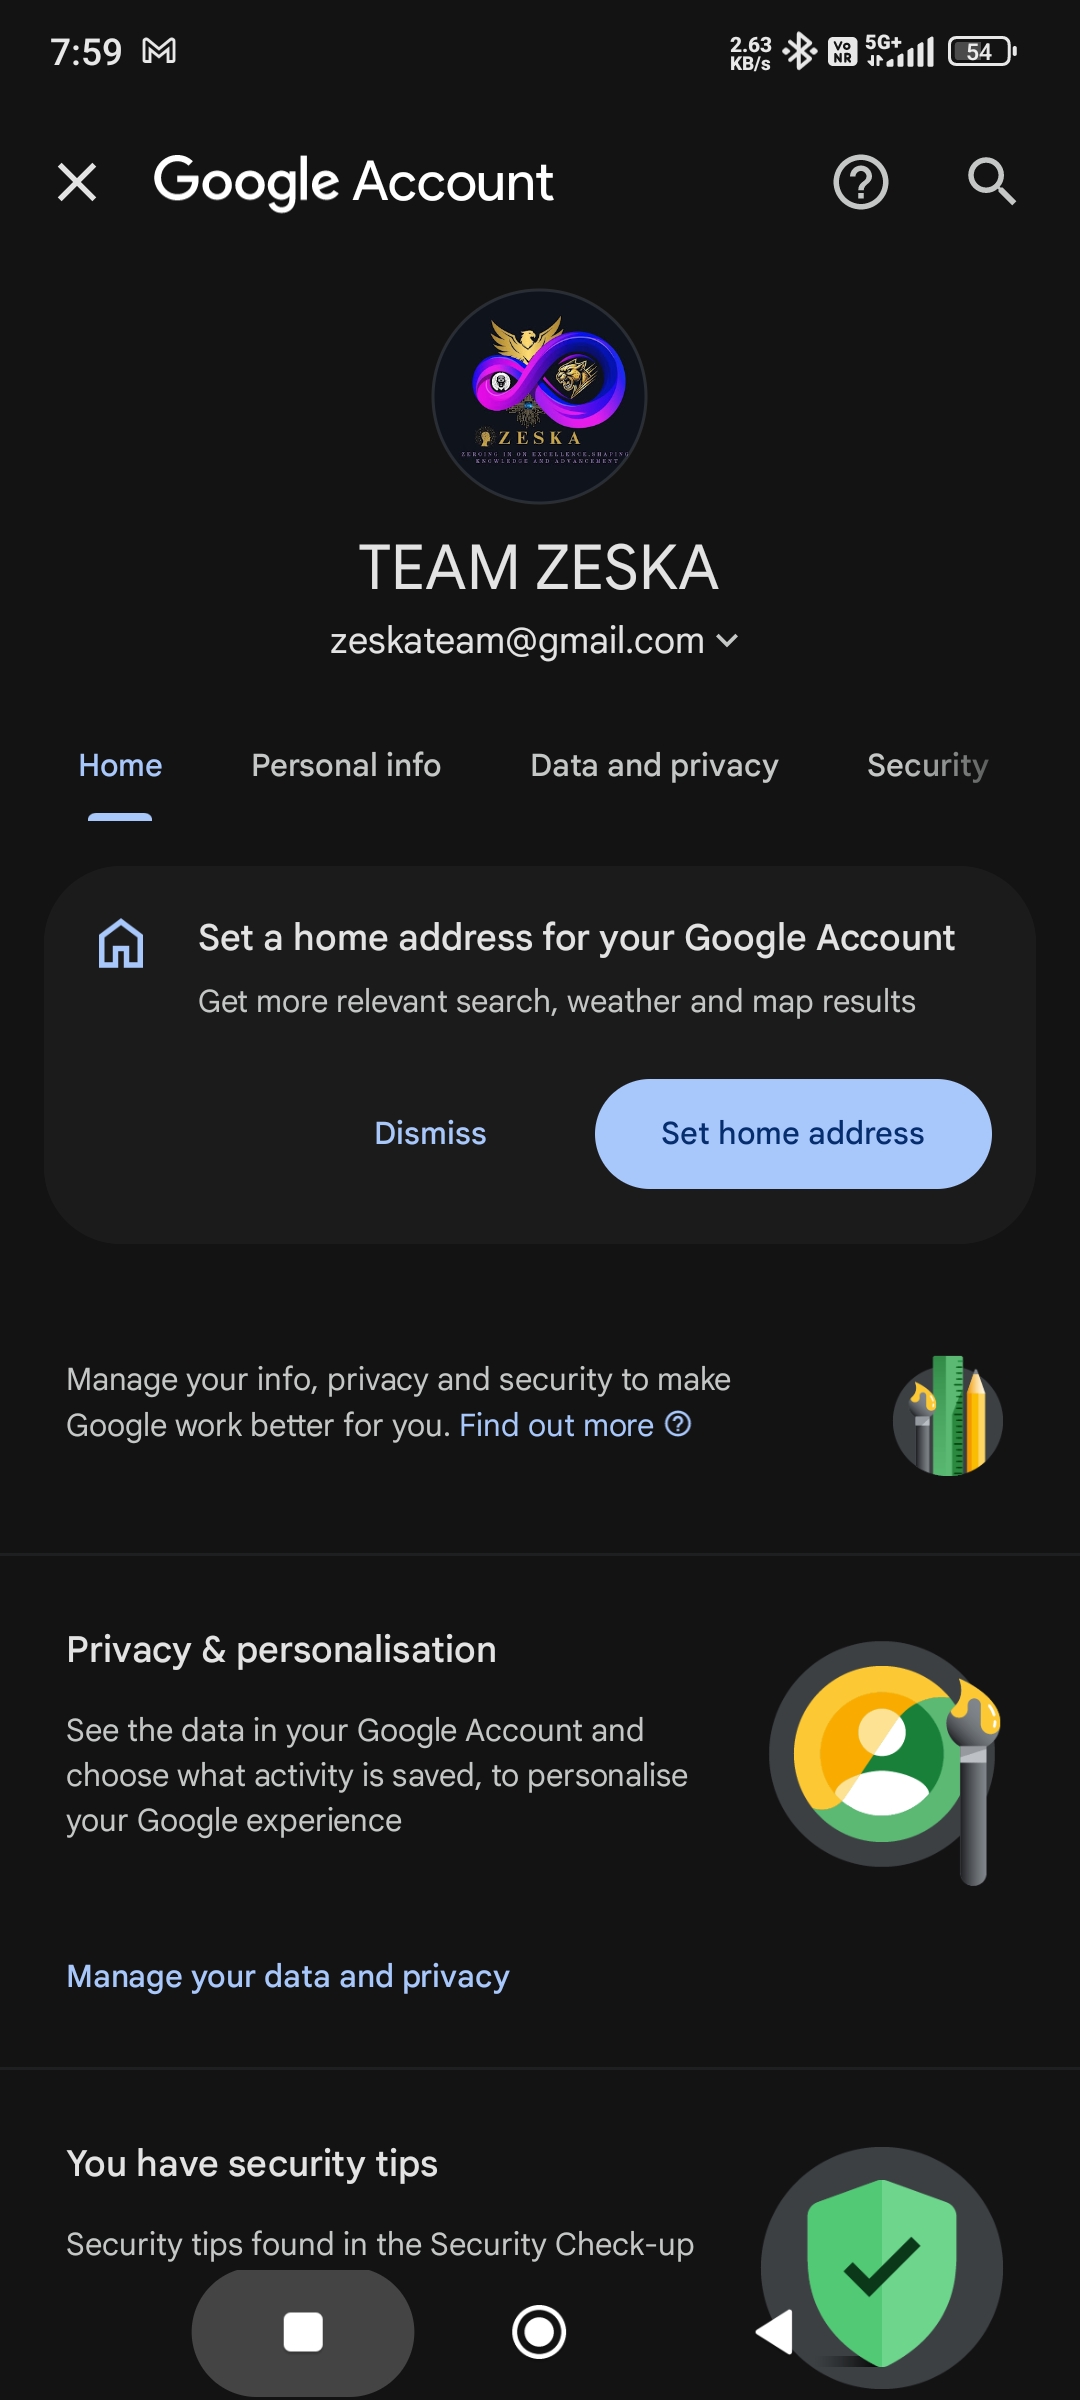 7:59
2.63
KB/s
Vo
NR
5G+
54
Google Account
ZESKA
ZEROING IN ON EXCELLENCE,SHAPING
KNOWLEDGE AND ADVANCEMENT
TEAM ZESKA
zeskateam@gmail.com
Home
Personal info
Data and privacy
Security
Set a home address for your Google Account
Get more relevant search, weather and map results
Dismiss
Set home address
Manage your info, privacy and security to make
Google work better for you. Find out more
Privacy & personalisation
See the data in your Google Account and
choose what activity is saved, to personalise
your Google experience
Manage your data and privacy
You have security tips
Security tips found in the Security Check-up